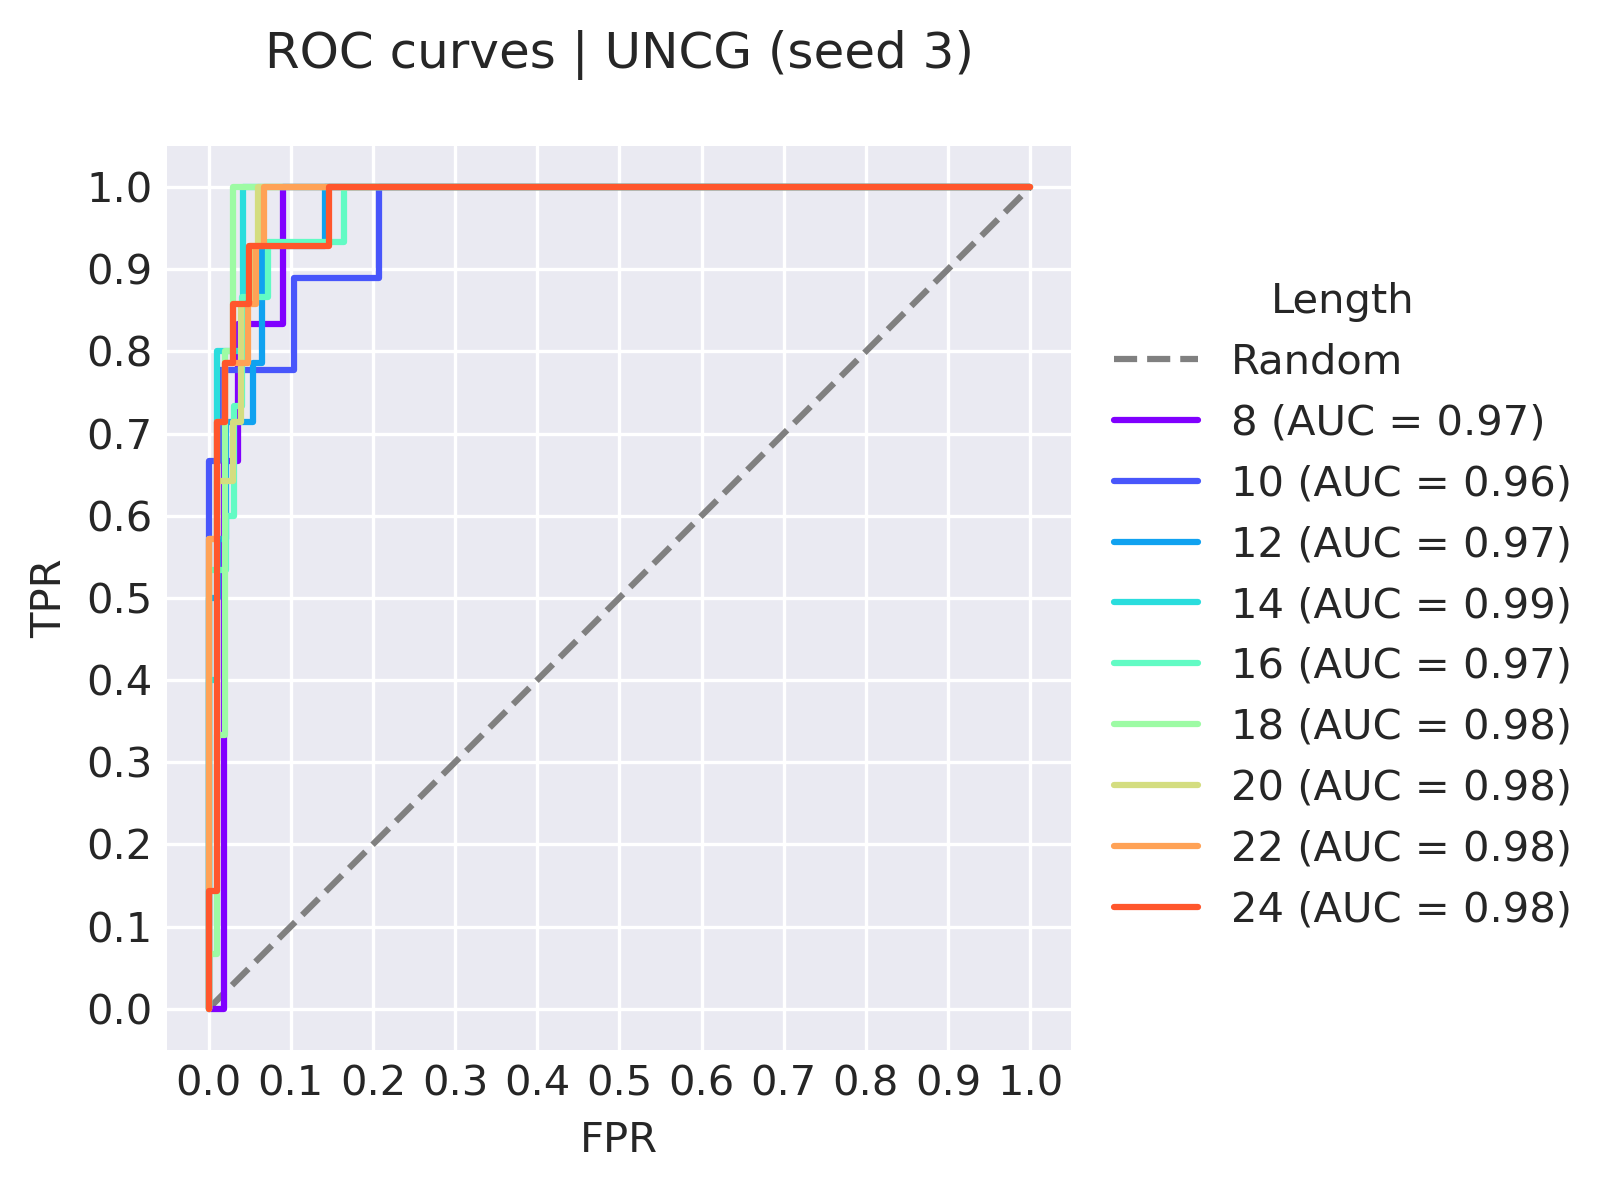 ROC curves | UNCG (seed 3)
1.0
0.9
0.8
0.7
0.6
0.5
0.4
0.3
0.2
0.1
0.0
TPR
0.0 0.1 0.2 0.3 0.4 0.5 0.6 0.7 0.8 0.9 1.0
FPR
Length
Random
8 (AUC = 0.97)
10 (AUC = 0.96)
12 (AUC = 0.97)
14 (AUC = 0.99)
16 (AUC = 0.97)
18 (AUC = 0.98)
20 (AUC = 0.98)
22 (AUC = 0.98)
24 (AUC = 0.98)